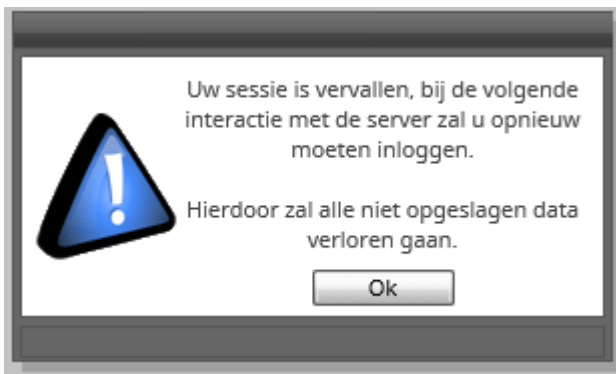 Uw sessie is vervallen, bij de volgende
interactie met de server zal u opnieuw
moeten inloggen.
Hierdoor zal alle niet opgeslagen data
verloren gaan.
Ok